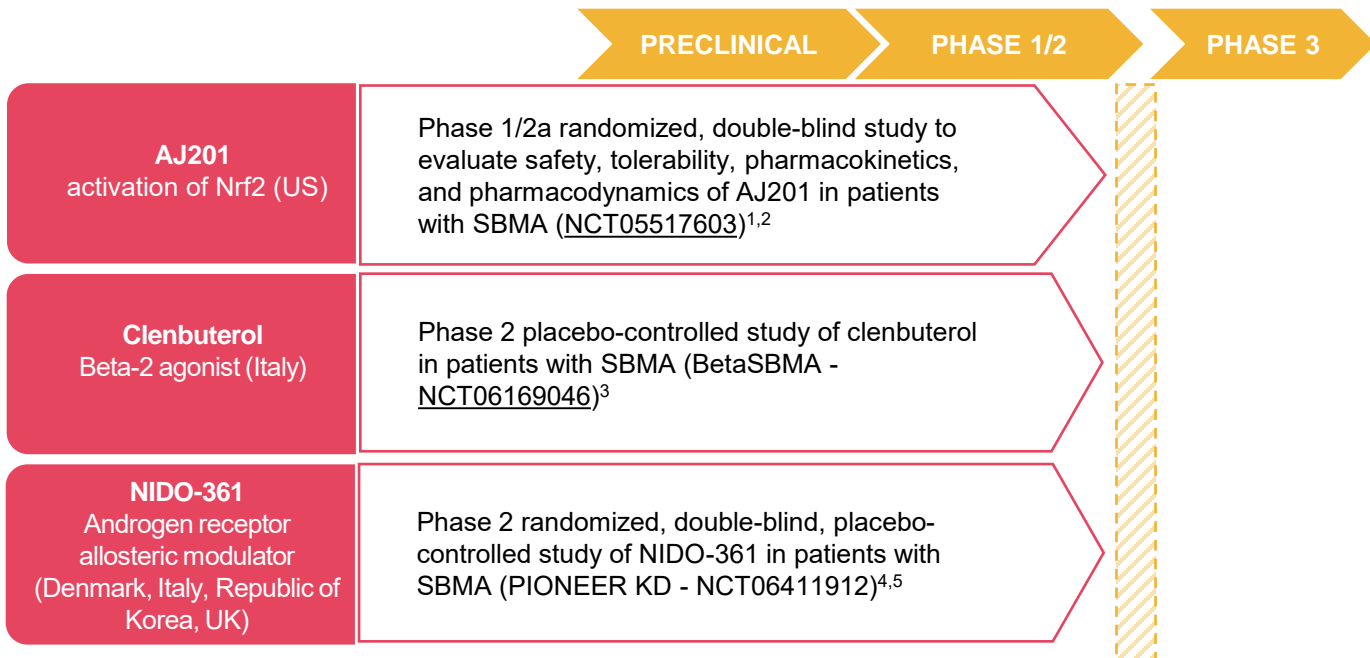 PRECLINICAL
PHASE 1/2
PHASE 3
AJ201
activation of Nrf2 (US)
Phase 1/2a randomized, double-blind study to
evaluate safety, tolerability, pharmacokinetics,
and pharmacodynamics of AJ201 in patients
with SBMA (NCT05517603)1,2
Clenbuterol
Beta-2 agonist (Italy)
Phase 2 placebo-controlled study of clenbuterol
in patients with SBMA (BetaSBMA -
NCT06169046)3
NIDO-361
Androgen receptor
allosteric modulator
(Denmark, Italy, Republic of
Korea, UK)
Phase 2 randomized, double-blind, placebo-
controlled study of NIDO-361 in patients with
SBMA (PIONEER KD - NCT06411912)4,5